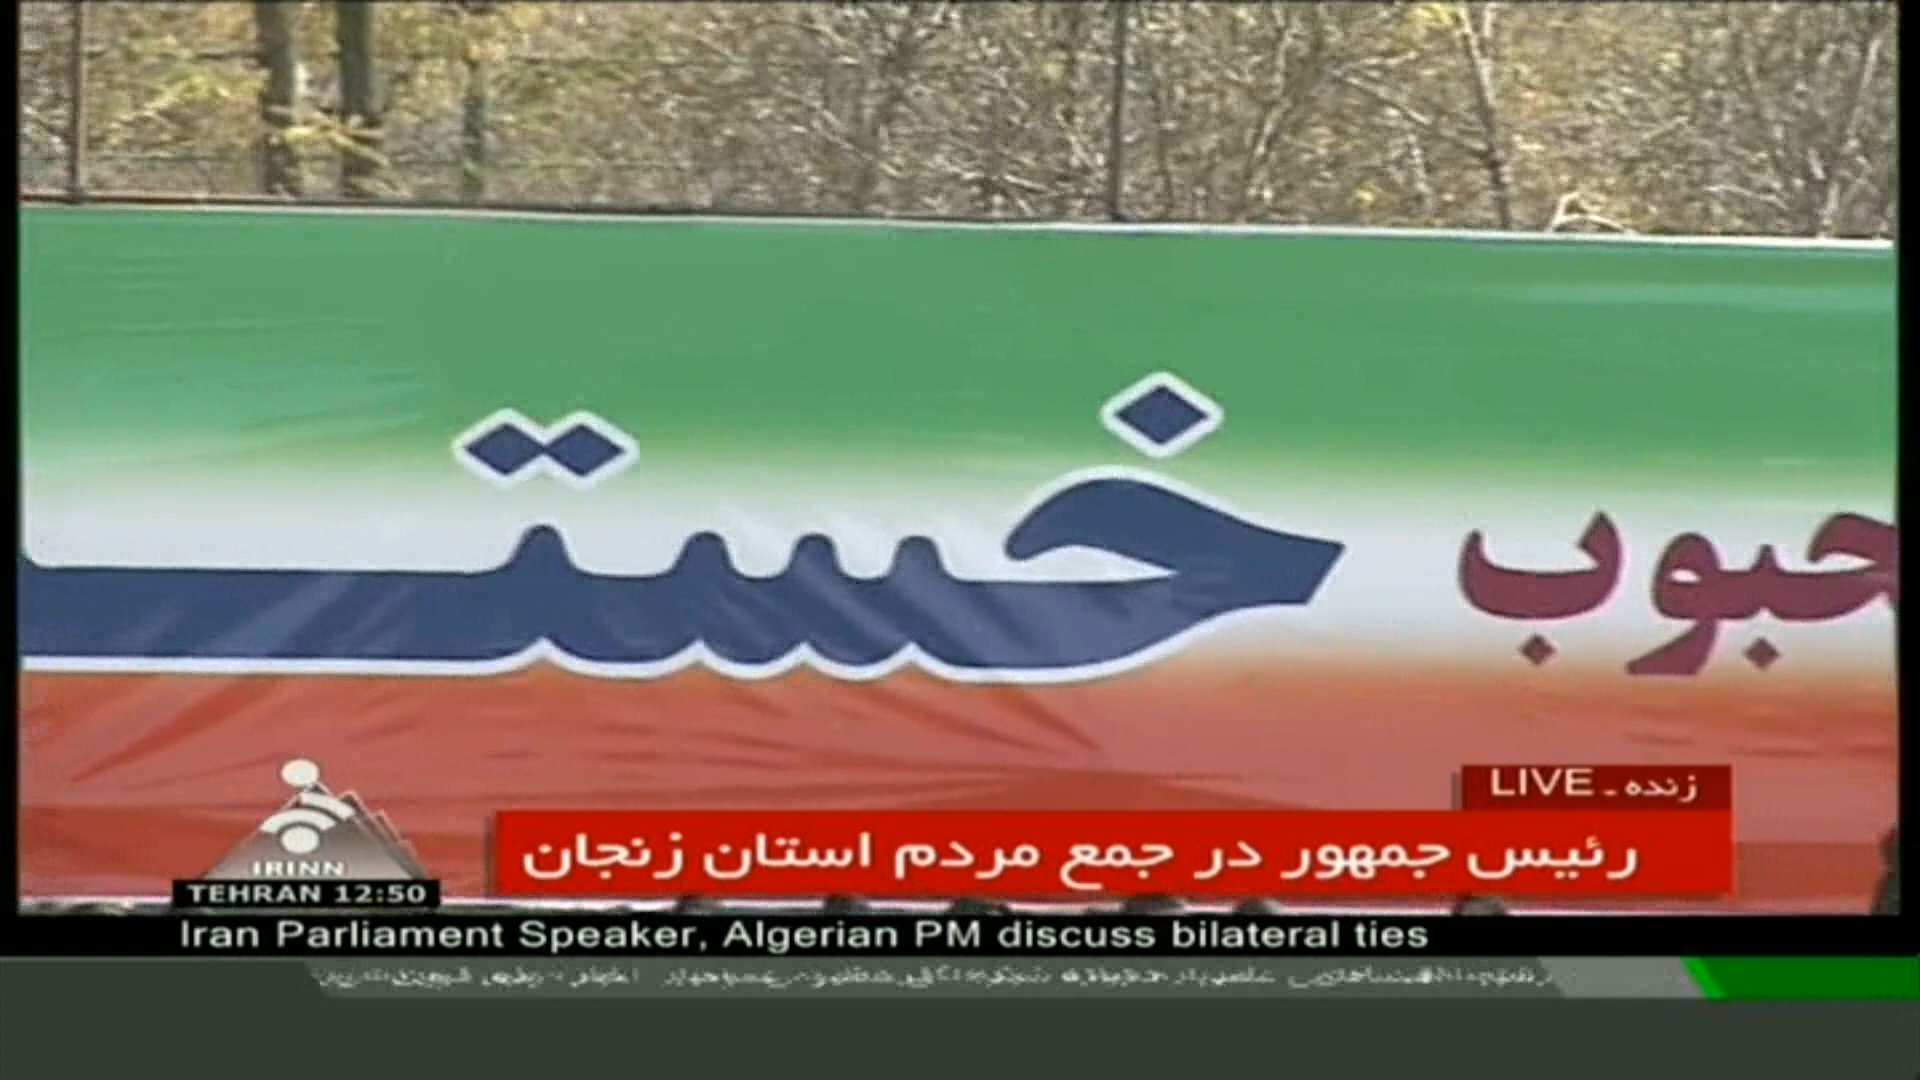 حبوب خستـ
زنده - LIVE
رئیس جمهور در جمع مردم استان زنجان
IRINN
TEHRAN 12:50
Iran Parliament Speaker, Algerian PM discuss bilateral ties